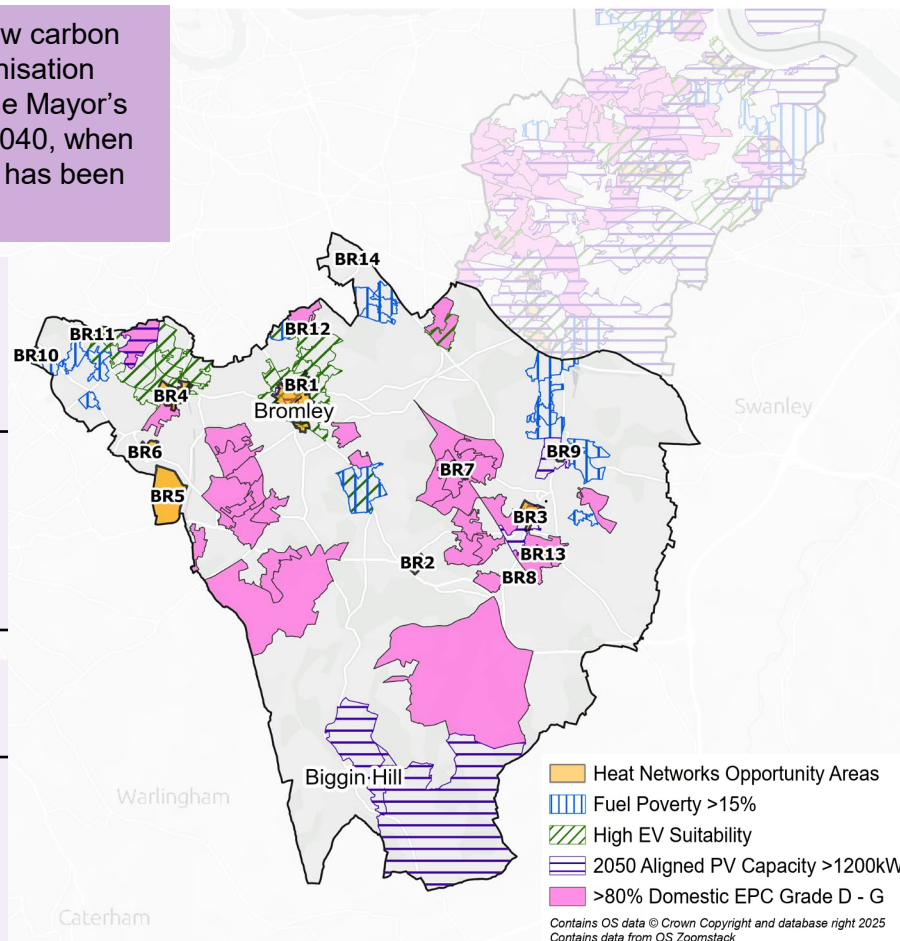 w carbon
nisation
e Mayor’s
040, when
has been
BR14
BR11
BR12
BR10
BR4
BR1
Bromley
Swanley
BR6
BR9
BR7
BR5
BR3
BR13
BR2
BR8
Biggin Hill
Warlingham
Caterham
Heat Networks Opportunity Areas
Fuel Poverty >15%
High EV Suitability
2050 Aligned PV Capacity >1200kW
>80% Domestic EPC Grade D - G
Contains OS data © Crown Copyright and database right 2025
Contains data from OS Zoomstack